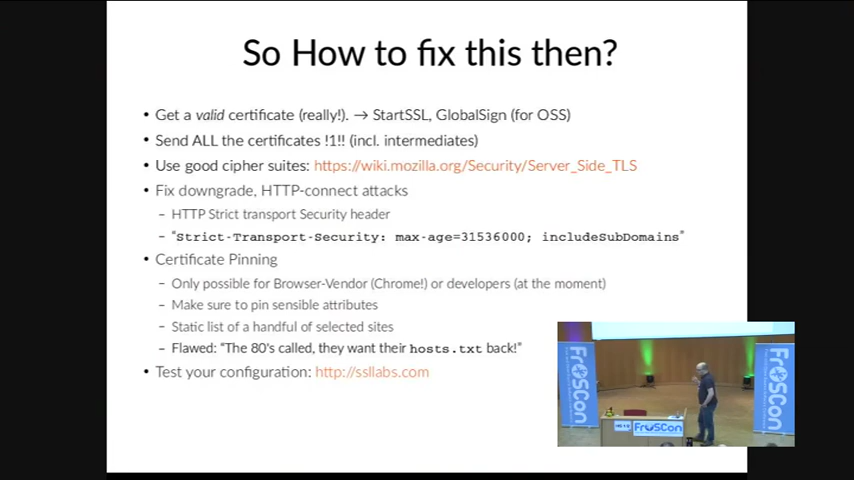 So How to fix this then?
• Get a valid certificate (really!). → StartSSL, GlobalSign (for OSS)
• Send ALL the certificates !1!! (incl. intermediates)
• Use good cipher suites: https://wiki.mozilla.org/Security/Server_Side_TLS
• Fix downgrade, HTTP-connect attacks
– HTTP Strict transport Security header
– "Strict-Transport-Security: max-age=31536000; includeSubDomains"
• Certificate Pinning
– Only possible for Browser-Vendor (Chrome!) or developers (at the moment)
– Make sure to pin sensible attributes
– Static list of a handful of selected sites
– Flawed: "The 80's called, they want their hosts.txt back!"
• Test your configuration: http://ssllabs.com
FrOSCon
FrOSCon
FrOSCon